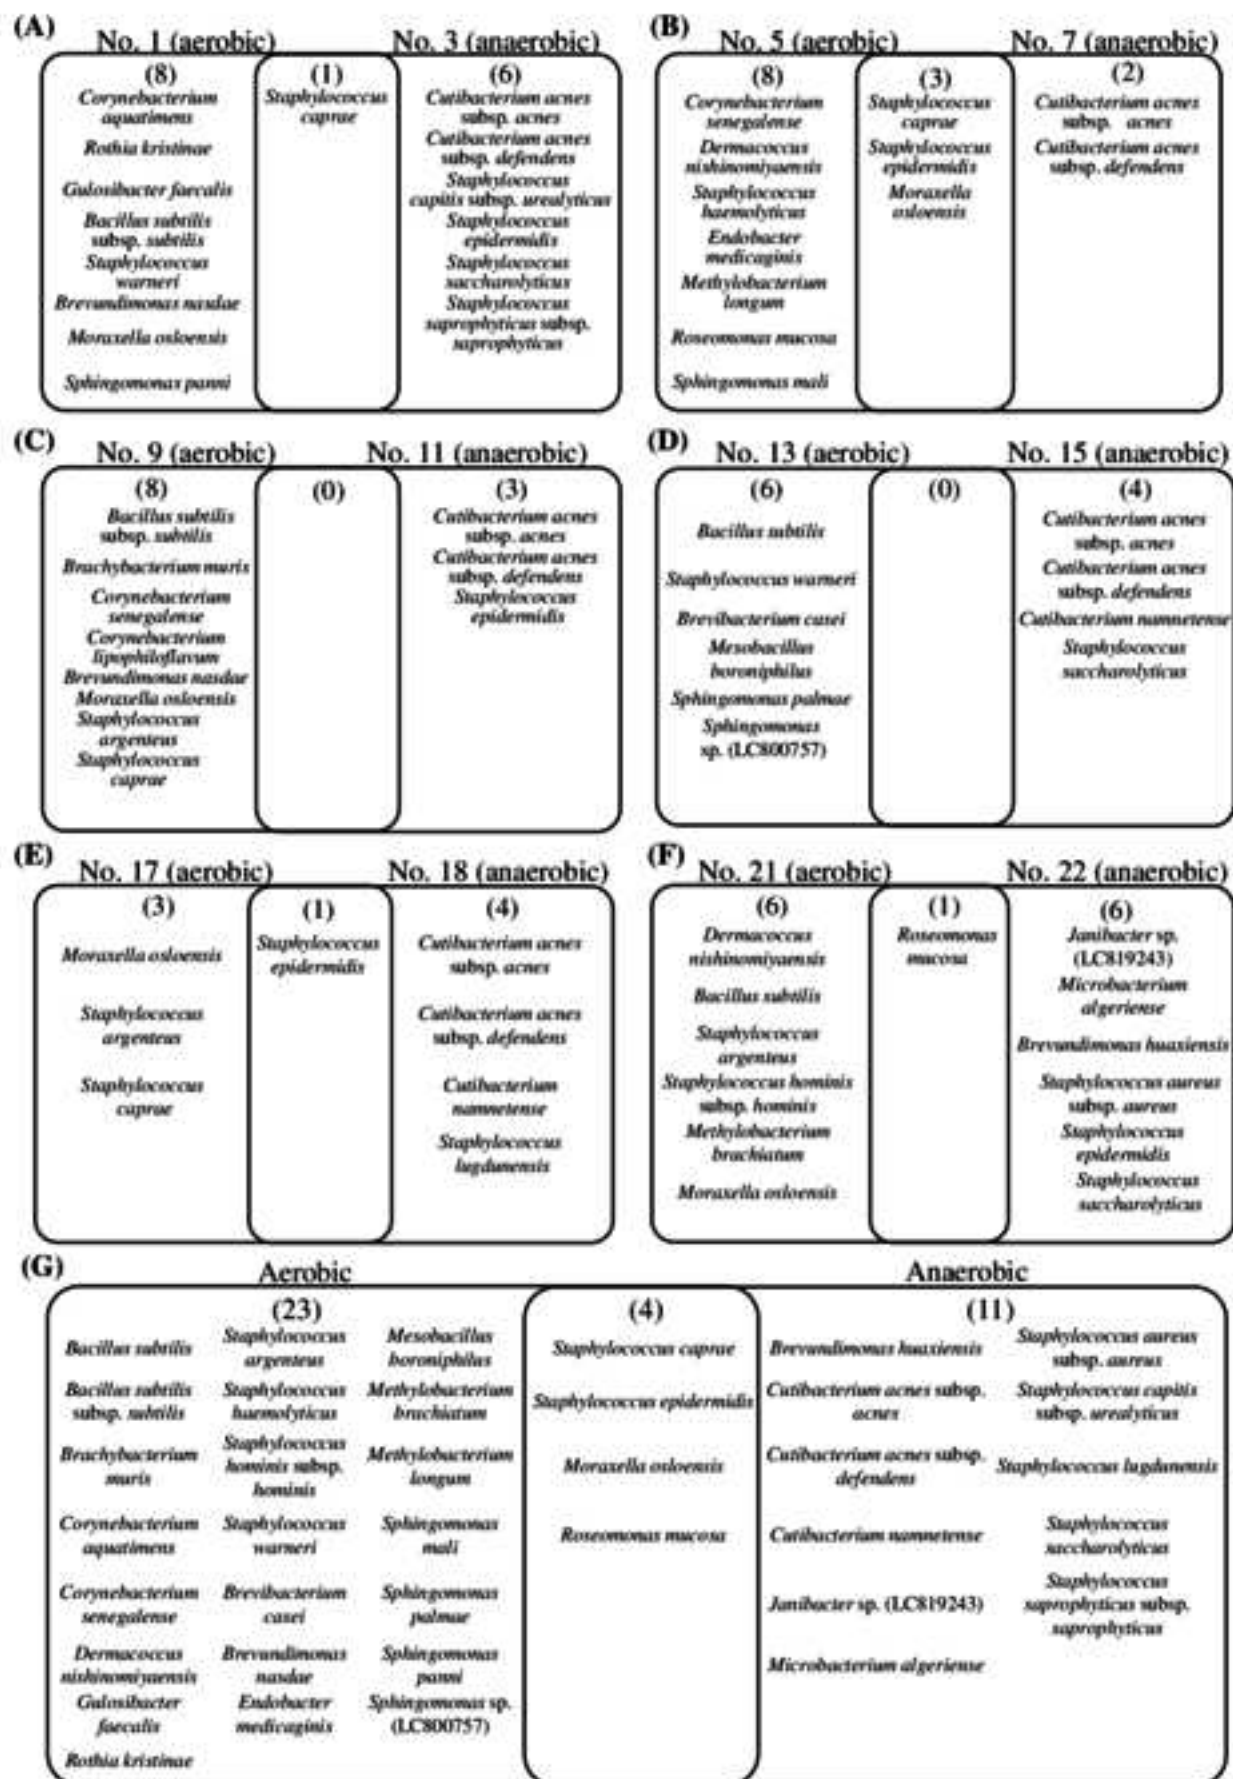 (A)
No. 1 (aerobic)
No. 3 (anaerobic)
(8)
Corynebacterium
aquatimens
Rothia kristinae
Gulosibacter faecalis
Bacillus subtilis
subsp. subtilis
Staphylococcus
warneri
Brevundimonas nasdae
Moraxella osloensis
Sphingomonas panni
(1)
Staphylococcus
caprae
(6)
Cutibacterium acnes
subsp. acnes
Cutibacterium acnes
subsp. defendens
Staphylococcus
capitis subsp. urealyticus
Staphylococcus
epidermidis
Staphylococcus
saccharolyticus
Staphylococcus
saprophyticus subsp.
saprophyticus
(B)
No. 5 (aerobic)
No. 7 (anaerobic)
(8)
Corynebacterium
senegalense
Dermacoccus
nishinomiyaensis
Staphylococcus
haemolyticus
Endobacter
medicaginis
Methylobacterium
longum
Roseomonas mucosa
Sphingomonas mali
(3)
Staphylococcus
caprae
Staphylococcus
epidermidis
Moraxella
osloensis
(2)
Cutibacterium acnes
subsp. acnes
Cutibacterium acnes
subsp. defendens
(C)
No. 9 (aerobic)
No. 11 (anaerobic)
(8)
Bacillus subtilis
subsp. subtilis
Brachybacterium muris
Corynebacterium
senegalense
Corynebacterium
lipophiloflavum
Brevundimonas nasdae
Moraxella osloensis
Staphylococcus
argenteus
Staphylococcus
caprae
(0)
(3)
Cutibacterium acnes
subsp. acnes
Cutibacterium acnes
subsp. defendens
Staphylococcus
epidermidis
(D)
No. 13 (aerobic)
No. 15 (anaerobic)
(6)
Bacillus subtilis
Staphylococcus warneri
Brevibacterium casei
Mesobacillus
boroniphilus
Sphingomonas palmae
Sphingomonas
sp. (LC800757)
(0)
(4)
Cutibacterium acnes
subsp. acnes
Cutibacterium acnes
subsp. defendens
Cutibacterium namnetense
Staphylococcus
saccharolyticus
(E)
No. 17 (aerobic)
No. 18 (anaerobic)
(3)
Moraxella osloensis
Staphylococcus
argenteus
Staphylococcus
caprae
(1)
Staphylococcus
epidermidis
(4)
Cutibacterium acnes
subsp. acnes
Cutibacterium acnes
subsp. defendens
Cutibacterium
namnetense
Staphylococcus
lugdunensis
(F)
No. 21 (aerobic)
No. 22 (anaerobic)
(6)
Dermacoccus
nishinomiyaensis
Bacillus subtilis
Staphylococcus
argenteus
Staphylococcus hominis
subsp. hominis
Methylobacterium
brachiatum
Moraxella osloensis
(1)
Roseomonas
mucosa
(6)
Janibacter sp.
(LC819243)
Microbacterium
algeriense
Brevundimonas huaxiensis
Staphylococcus aureus
subsp. aureus
Staphylococcus
epidermidis
Staphylococcus
saccharolyticus
(G)
Aerobic
Anaerobic
(23)
Bacillus subtilis
Bacillus subtilis
subsp. subtilis
Brachybacterium
muris
Corynebacterium
aquatimens
Corynebacterium
senegalense
Dermacoccus
nishinomiyaensis
Gulosibacter
faecalis
Rothia kristinae
Staphylococcus
argenteus
Staphylococcus
haemolyticus
Staphylococcus
hominis subsp.
hominis
Staphylococcus
warneri
Brevibacterium
casei
Brevundimonas
nasdae
Endobacter
medicaginis
Mesobacillus
boroniphilus
Methylobacterium
brachiatum
Methylobacterium
longum
Sphingomonas
mali
Sphingomonas
palmae
Sphingomonas
panni
Sphingomonas sp.
(LC800757)
(4)
Staphylococcus caprae
Staphylococcus epidermidis
Moraxella osloensis
Roseomonas mucosa
(11)
Brevundimonas huaxiensis
Cutibacterium acnes subsp.
acnes
Cutibacterium acnes subsp.
defendens
Cutibacterium namnetense
Janibacter sp. (LC819243)
Microbacterium algeriense
Staphylococcus aureus
subsp. aureus
Staphylococcus capitis
subsp. urealyticus
Staphylococcus lugdunensis
Staphylococcus
saccharolyticus
Staphylococcus
saprophyticus subsp.
saprophyticus